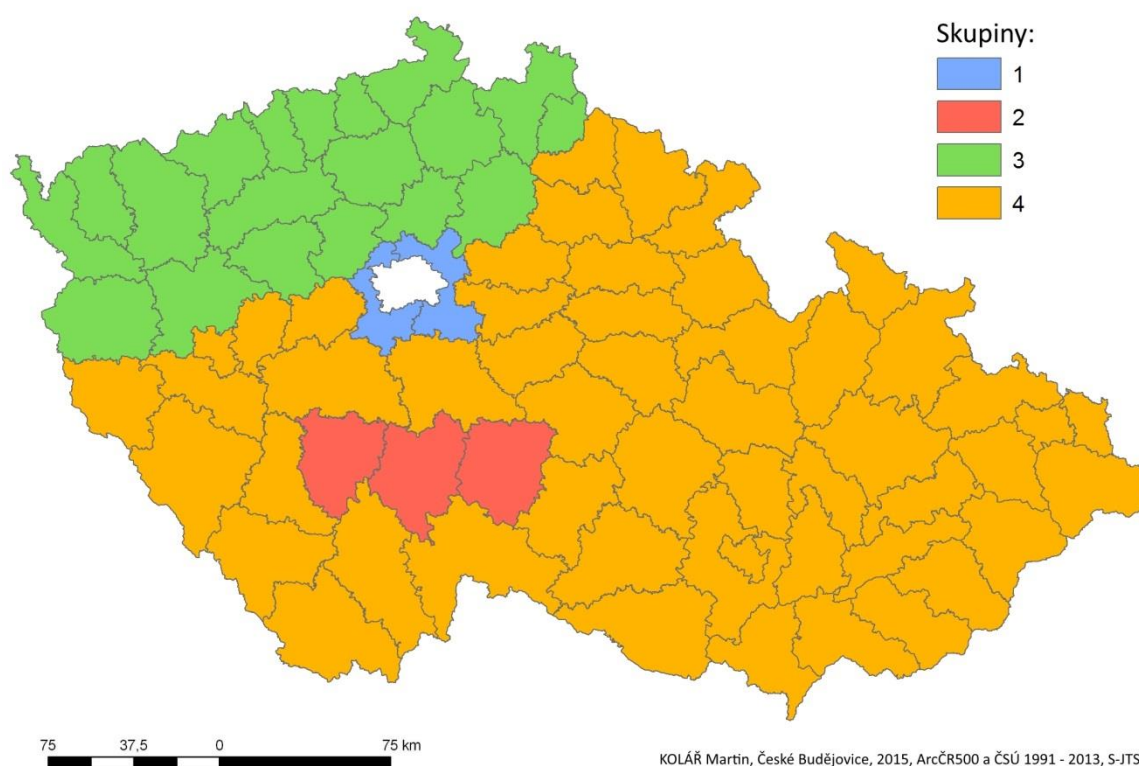 Skupiny:
1
2
3
4
75 37,5 0 75 km
KOLÁŘ Martin, České Budějovice, 2015, ArcČR500 a ČSÚ 1991 - 2013, S-JTS